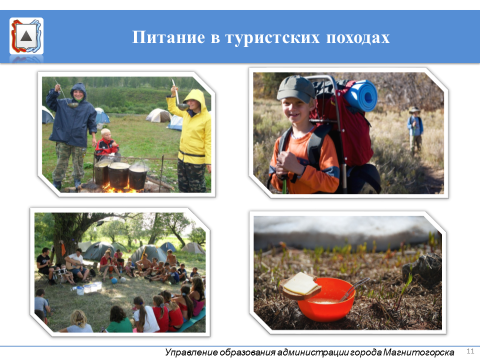 Питание в туристских походах
Управление образования администрации города Магнитогорска
11